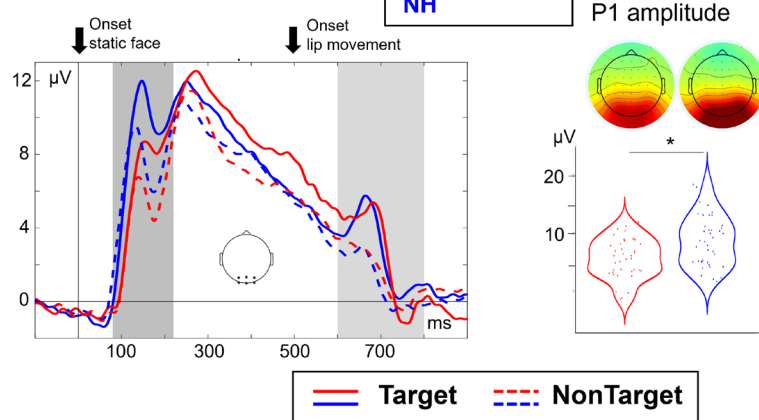 NH
P1 amplitude
Onset
static face
Onset
lip movement
μV
12
8
4
0
ms
100 300 500 700
μV
*
20
10
Target NonTarget